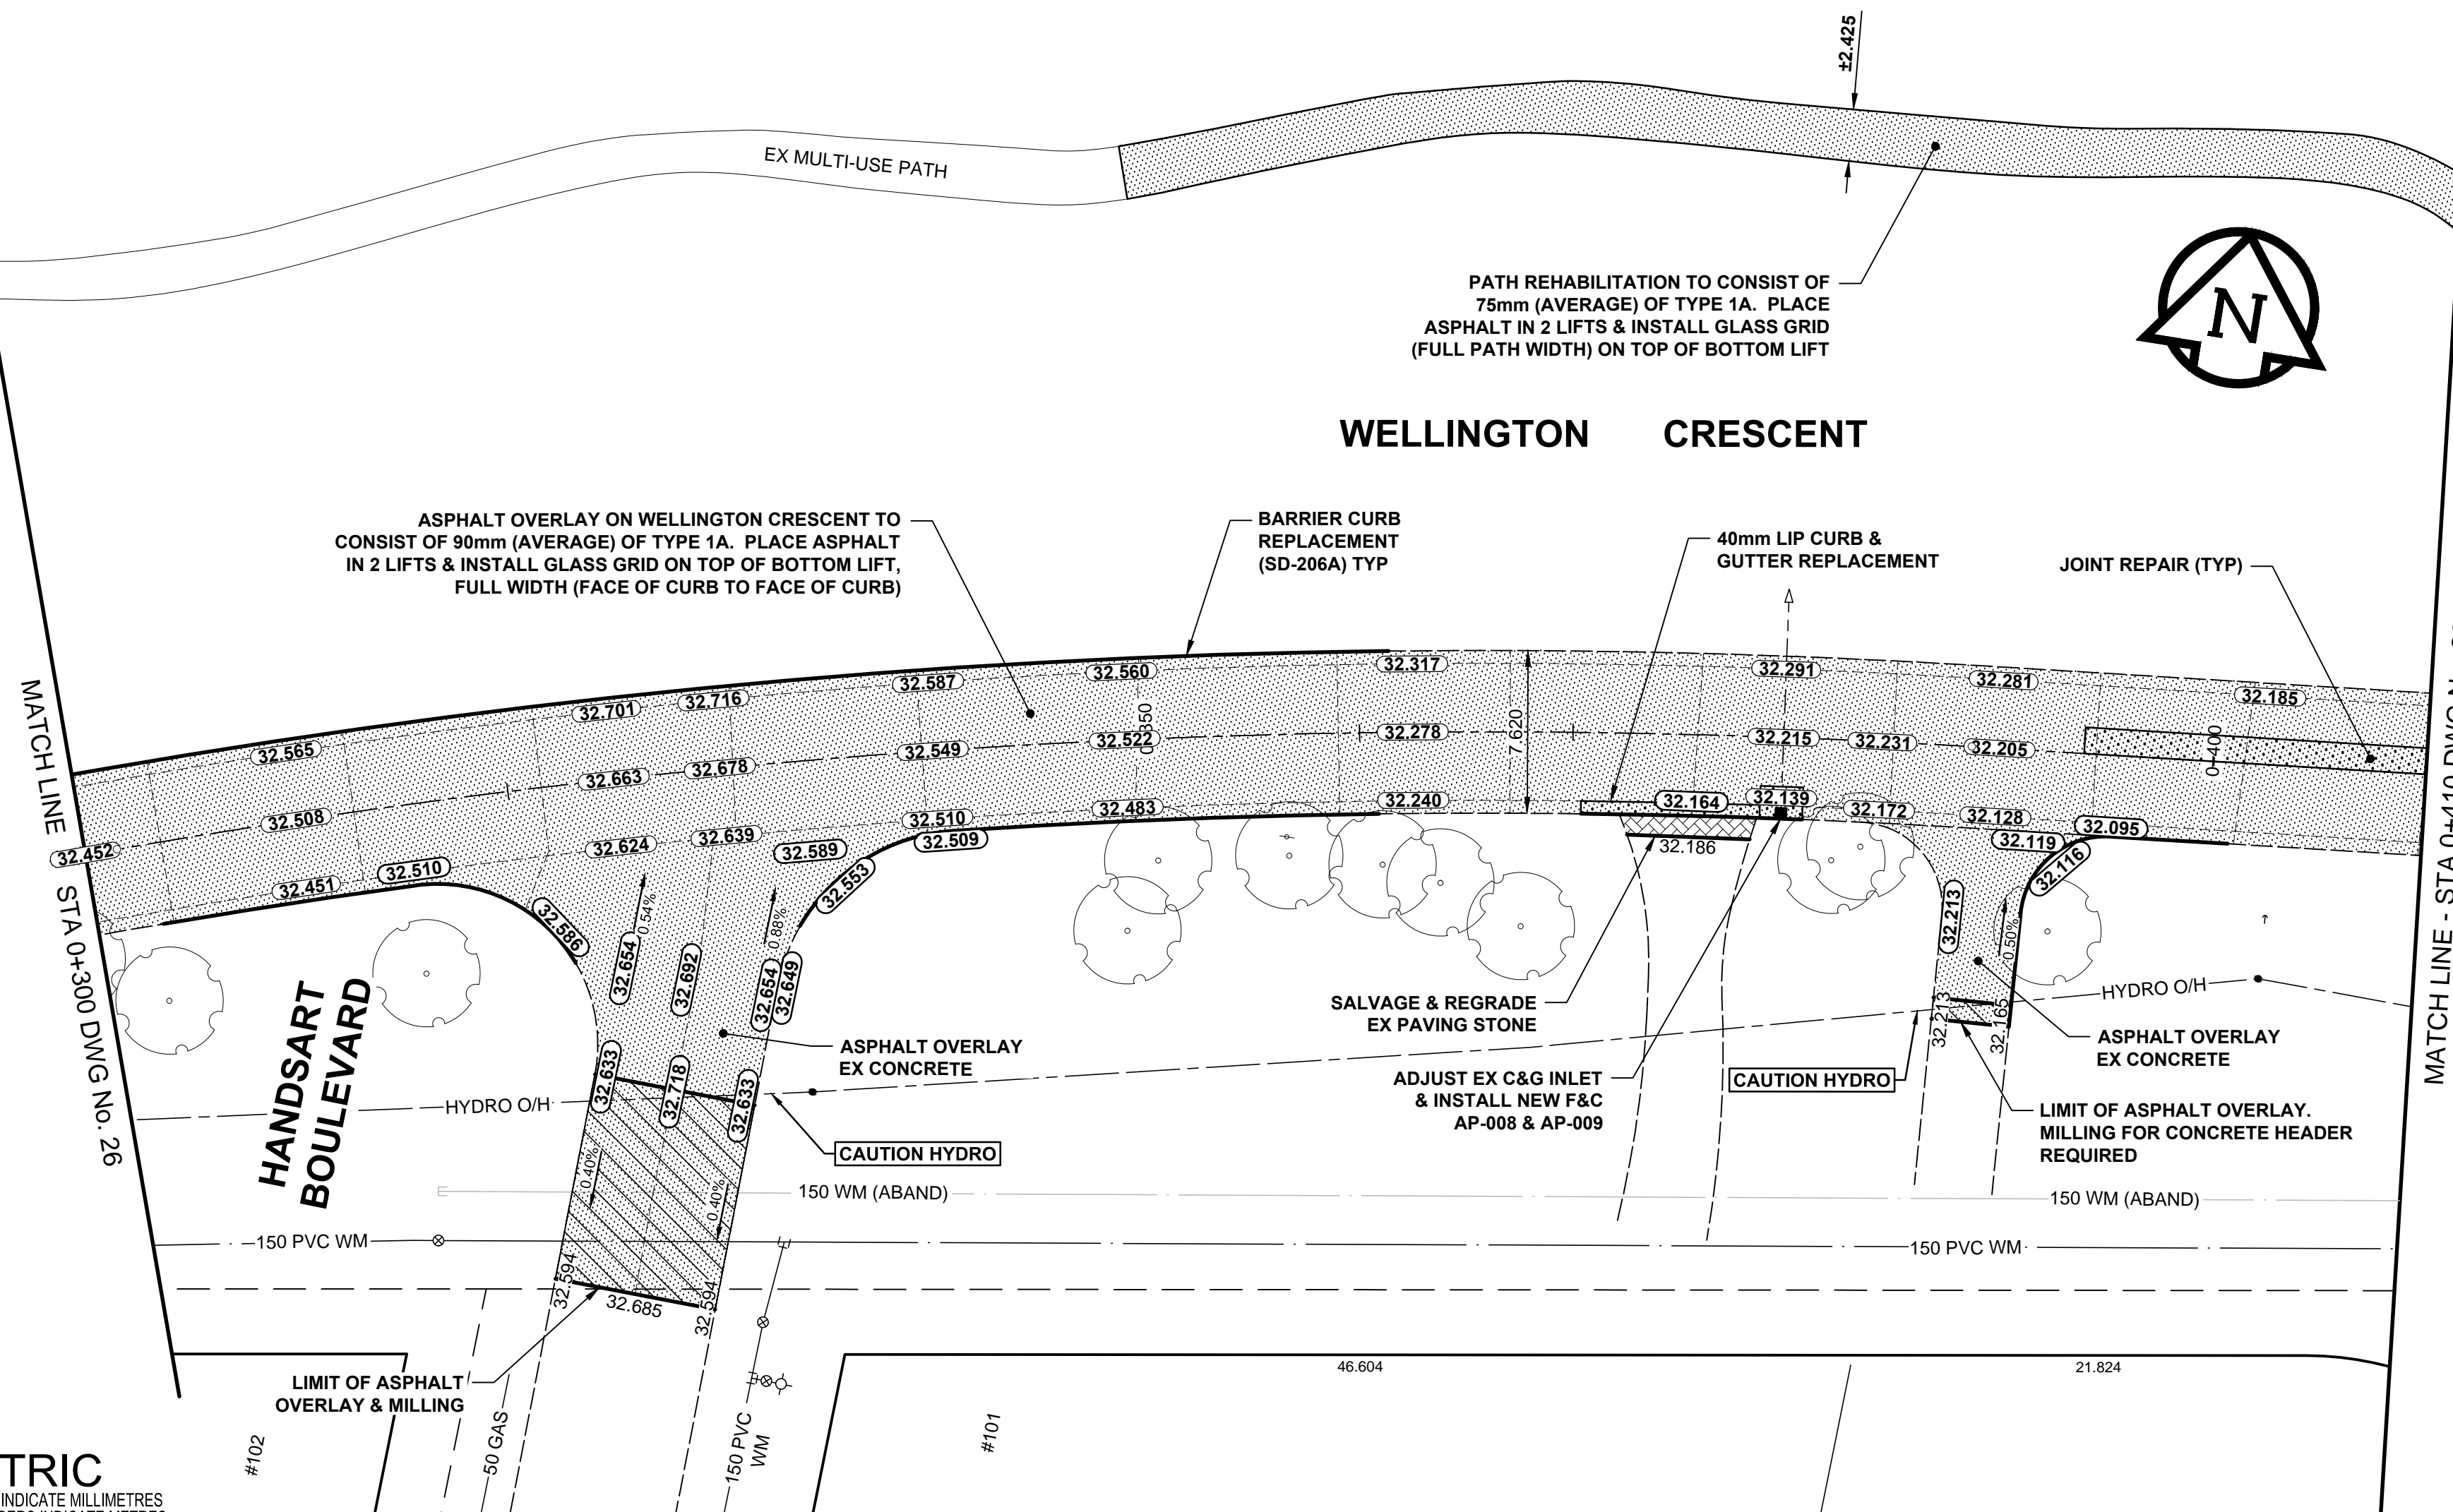 ±2.425
EX MULTI-USE PATH
PATH REHABILITATION TO CONSIST OF
75mm (AVERAGE) OF TYPE 1A. PLACE
ASPHALT IN 2 LIFTS & INSTALL GLASS GRID
(FULL PATH WIDTH) ON TOP OF BOTTOM LIFT
N
WELLINGTON CRESCENT
ASPHALT OVERLAY ON WELLINGTON CRESCENT TO
CONSIST OF 90mm (AVERAGE) OF TYPE 1A. PLACE ASPHALT
IN 2 LIFTS & INSTALL GLASS GRID ON TOP OF BOTTOM LIFT,
FULL WIDTH (FACE OF CURB TO FACE OF CURB)
BARRIER CURB
REPLACEMENT
(SD-206A) TYP
40mm LIP CURB &
GUTTER REPLACEMENT
JOINT REPAIR (TYP)
MATCH LINE STA 0+300 DWG No. 26
32.565
32.701
32.716
32.587
32.560
32.317
32.291
32.281
32.185
32.452
32.508
32.663
32.678
32.549
32.522
32.278
7.620
32.215
32.231
32.205
0+400
32.451
32.510
32.624
32.639
32.589
32.510
32.509
32.483
32.240
32.164
32.139
32.172
32.128
32.119
32.095
32.116
32.186
32.586
32.553
0.54%
0.88%
32.654
32.692
32.654
32.649
32.213
0.50%
HANDSART
BOULEVARD
HYDRO O/H
HYDRO O/H
SALVAGE & REGRADE
EX PAVING STONE
ASPHALT OVERLAY
EX CONCRETE
32.213
32.165
ASPHALT OVERLAY
EX CONCRETE
32.633
32.718
32.633
ADJUST EX C&G INLET
& INSTALL NEW F&C
AP-008 & AP-009
CAUTION HYDRO
LIMIT OF ASPHALT OVERLAY.
MILLING FOR CONCRETE HEADER
REQUIRED
CAUTION HYDRO
0.40%
0.40%
150 WM (ABAND)
150 WM (ABAND)
150 PVC WM
150 PVC WM
32.594
32.685
32.594
LIMIT OF ASPHALT
OVERLAY & MILLING
46.604
21.824
#102
50 GAS
150 PVC
WM
#101
MATCH LINE - STA 0+410
TRIC
INDICATE MILLIMETRES